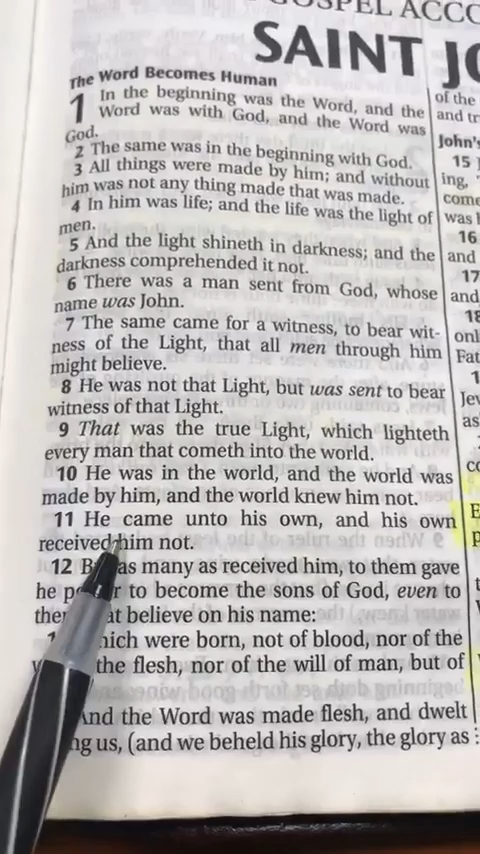 GOSPEL ACCO
SAINT JO
The Word Becomes Human
1 In the beginning was the Word, and the
Word was with God, and the Word was
God.
2 The same was in the beginning with God.
3 All things were made by him; and without
him was not any thing made that was made.
4 In him was life; and the life was the light of
men.
5 And the light shineth in darkness; and the
darkness comprehended it not.
6 There was a man sent from God, whose
name was John.
7 The same came for a witness, to bear wit-
ness of the Light, that all men through him
might believe.
8 He was not that Light, but was sent to bear
witness of that Light.
9 That was the true Light, which lighteth
every man that cometh into the world.
10 He was in the world, and the world was
made by him, and the world knew him not.
11 He came unto his own, and his own
received him not.
12 as many as received him, to them gave
he to become the sons of God, even to
believe on his name:
which were born, not of blood, nor of the
the flesh, nor of the will of man, but of
And the Word was made flesh, and dwelt
us, (and we beheld his glory, the glory as
of the
and tr
John's
15
ing,
come
was
16
and
17
and
18
onl
Fat
Jev
as